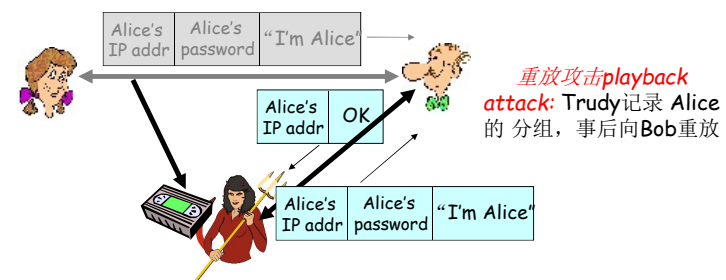 Alice's Alice's "I'm Alice"
IP addr password
重放攻击playback
attack: Trudy记录 Alice
的 分组，事后向Bob重放
Alice's OK
IP addr
Alice's Alice's "I'm Alice"
IP addr password